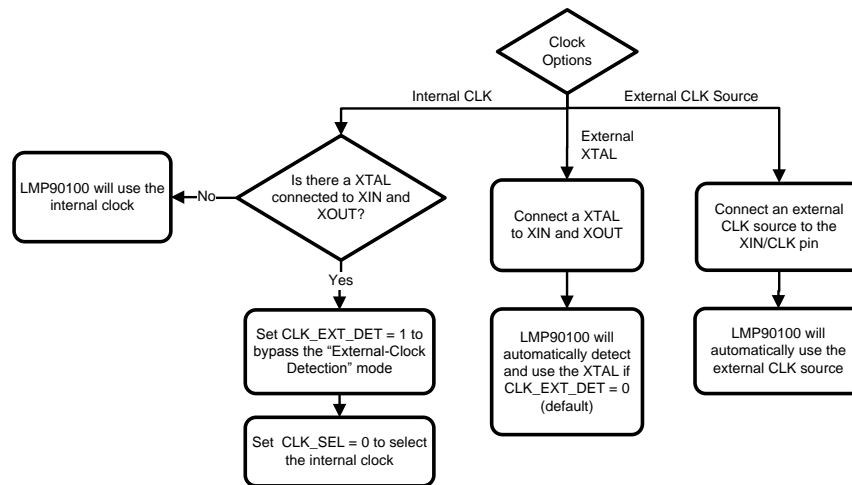 Clock
Options
Internal CLK
External CLK Source
External
XTAL
LMP90100 will use the
internal clock
No
Is there a XTAL
connected to XIN and
XOUT?
Connect a XTAL
to XIN and XOUT
Connect an external
CLK source to the
XIN/CLK pin
Yes
Set CLK_EXT_DET = 1 to
bypass the “External-Clock
Detection” mode
LMP90100 will
automatically detect
and use the XTAL if
CLK_EXT_DET = 0
(default)
LMP90100 will
automatically use the
external CLK source
Set CLK_SEL = 0 to select
the internal clock